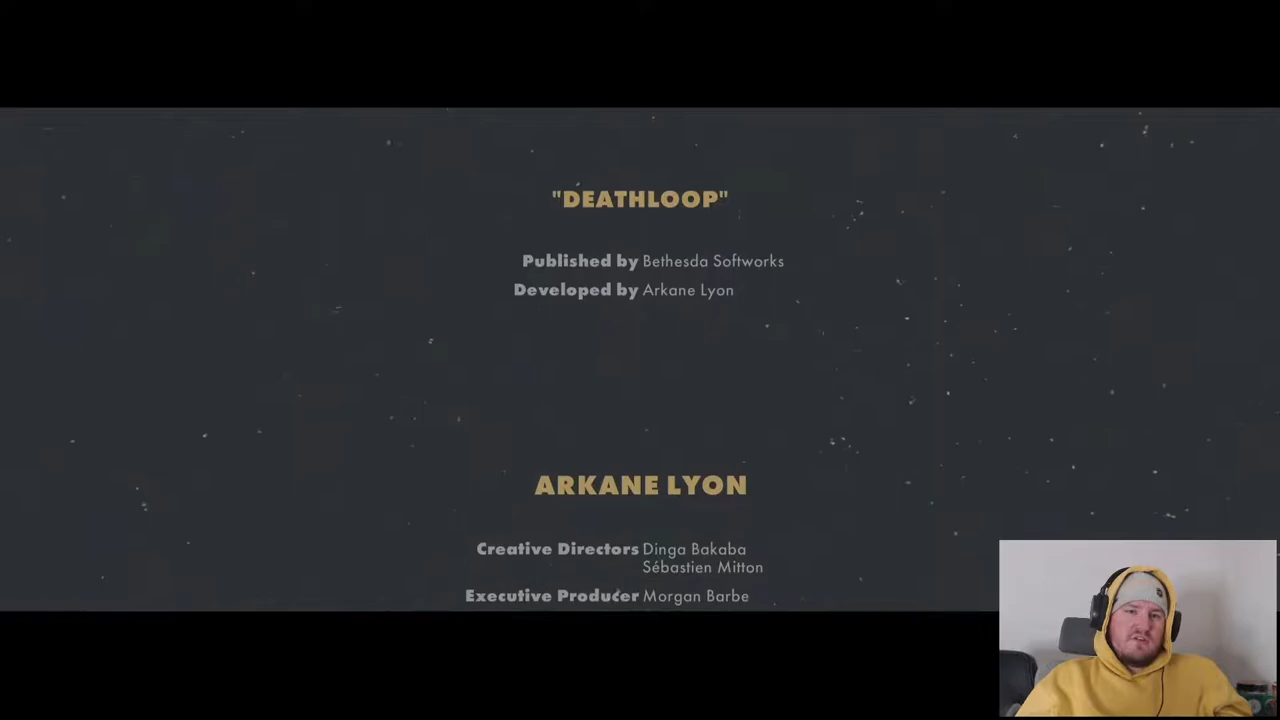 "DEATHLOOP"
Published by Bethesda Softworks
Developed by Arkane Lyon
ARKANE LYON
Creative Directors Dinga Bakaba
Sébastien Mitton
Executive Producer Morgan Barbe